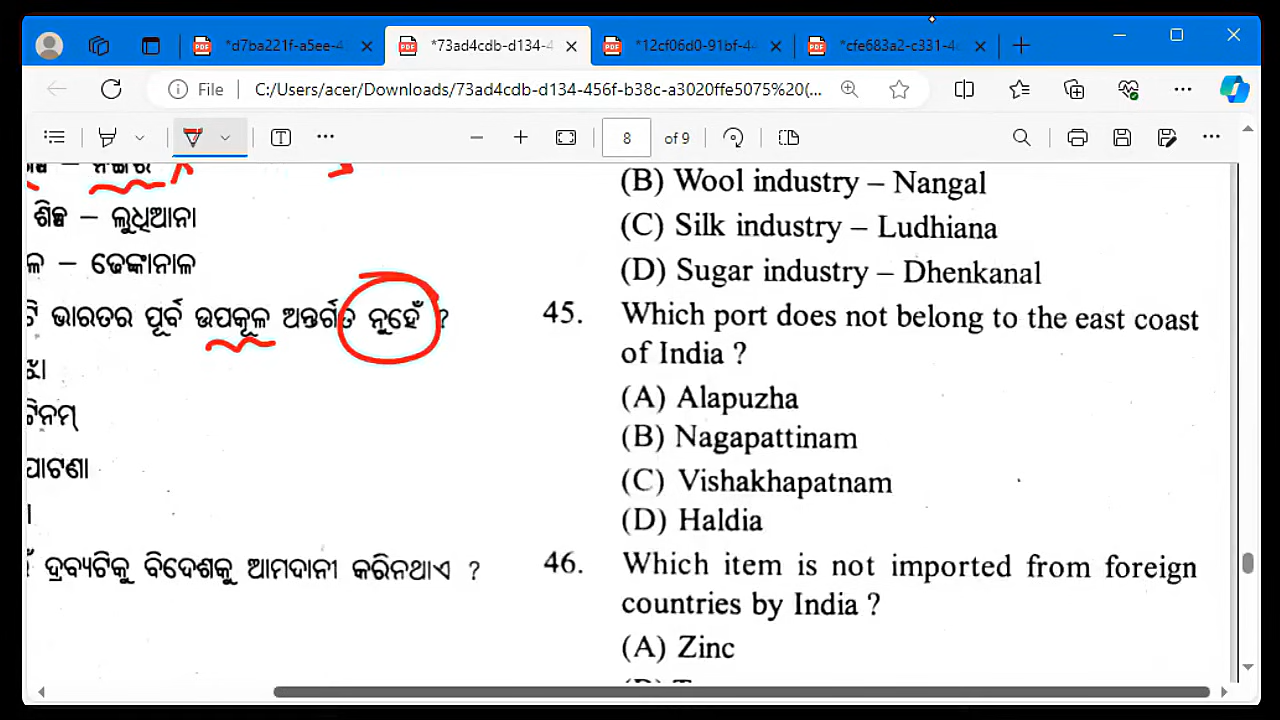 *d7ba221f-a5ee-4
*73ad4cdb-d134-4
*12cf06d0-91bf-44
*cfe683a2-c331-4
File
C:/Users/acer/Downloads/73ad4cdb-d134-456f-b38c-a3020ffe5075%20(...
8 of 9
ଶିଳ୍ପ – ଲୁଧିଆନା
ଳ – ଢେଙ୍କାନାଳ
ଟି ଭାରତର ପୂର୍ବ ଉପକୂଳ ଅନ୍ତର୍ଗତ ନୁହେଁ ?
ଝା
ଟିନମ୍
ପାଟଣା
ଦ୍ରବ୍ୟଟିକୁ ବିଦେଶକୁ ଆମଦାନୀ କରିନଥାଏ ?
(B) Wool industry – Nangal
(C) Silk industry – Ludhiana
(D) Sugar industry – Dhenkanal
45. Which port does not belong to the east coast
of India ?
(A) Alapuzha
(B) Nagapattinam
(C) Vishakhapatnam
(D) Haldia
46. Which item is not imported from foreign
countries by India ?
(A) Zinc